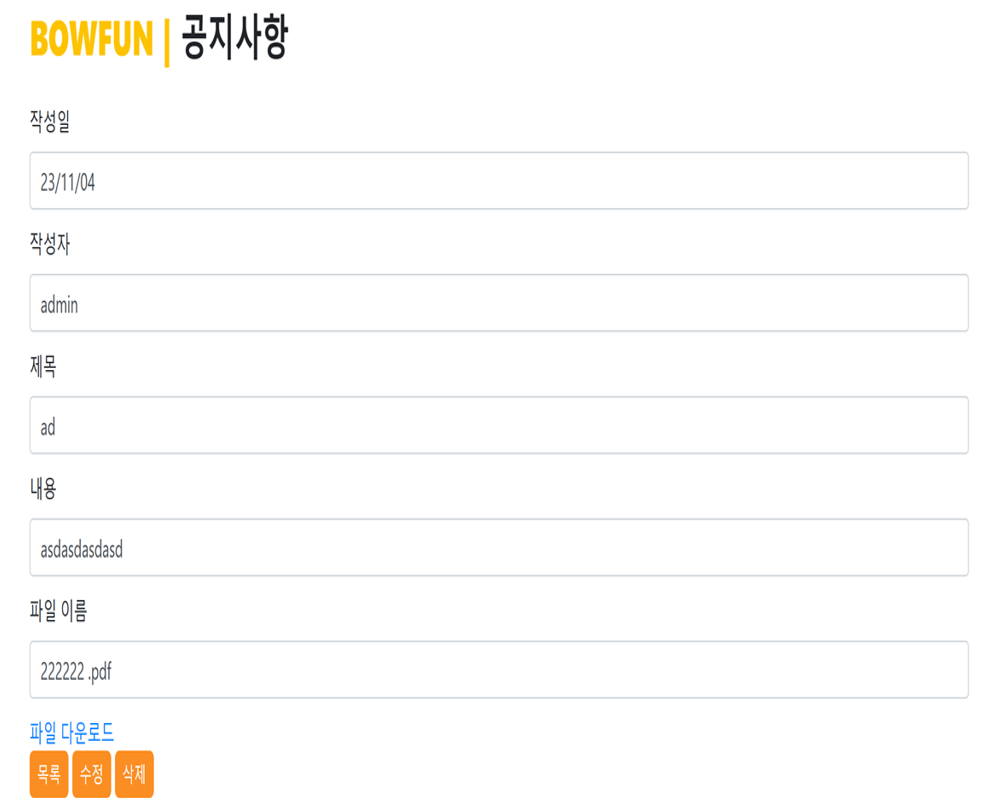 BOWFUN | 공지사항
작성일
23/11/04
작성자
admin
제목
ad
내용
asdasdasdasd
파일 이름
222222 .pdf
파일 다운로드
목록 수정 삭제